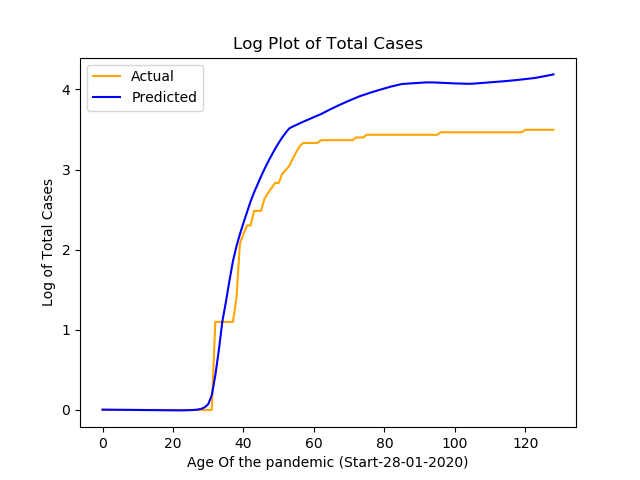 Log Plot of Total Cases
Actual
Predicted
4
3
2
1
0
Log of Total Cases
0 20 40 60 80 100 120
Age Of the pandemic (Start-28-01-2020)